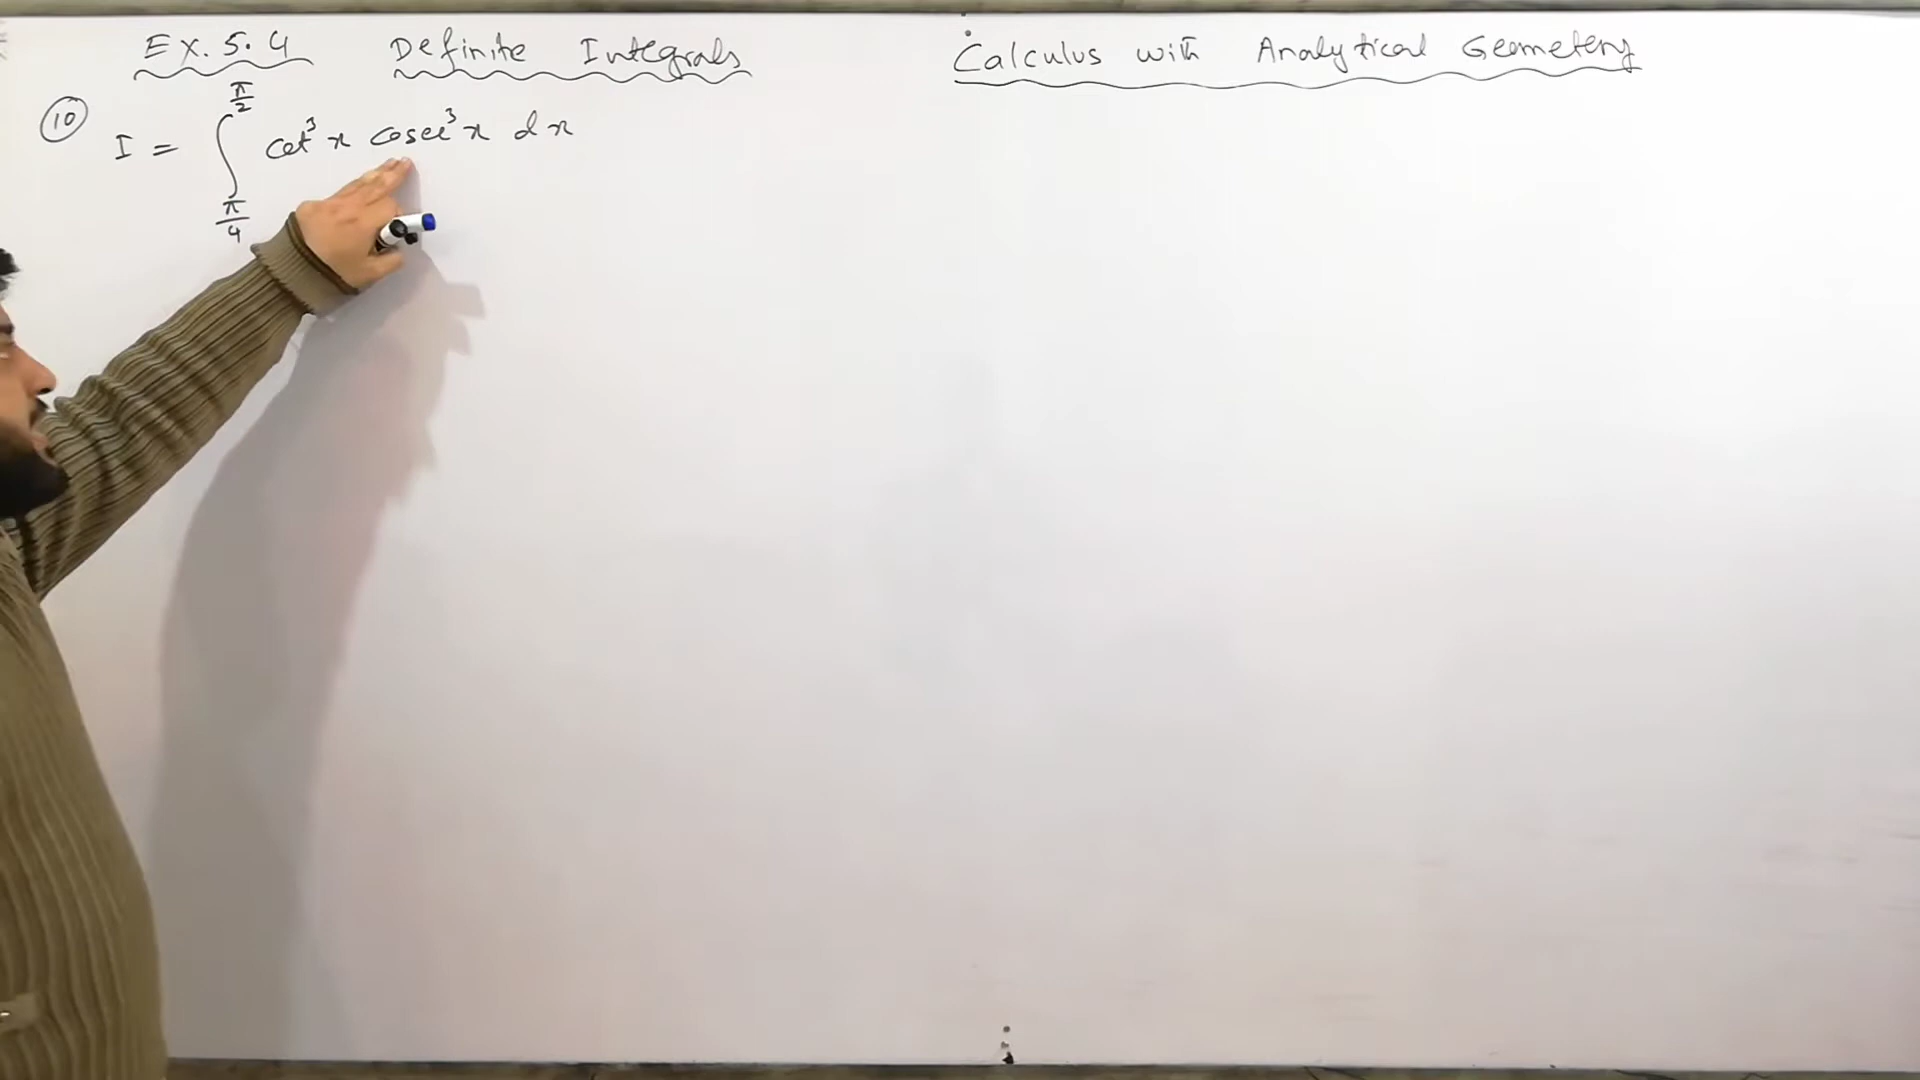 Ex. 5.4 Definite Integrals
Calculus with Analytical Geometery
10 I = ∫_{π/4}^{π/2} cot³ x cosec³ x dx